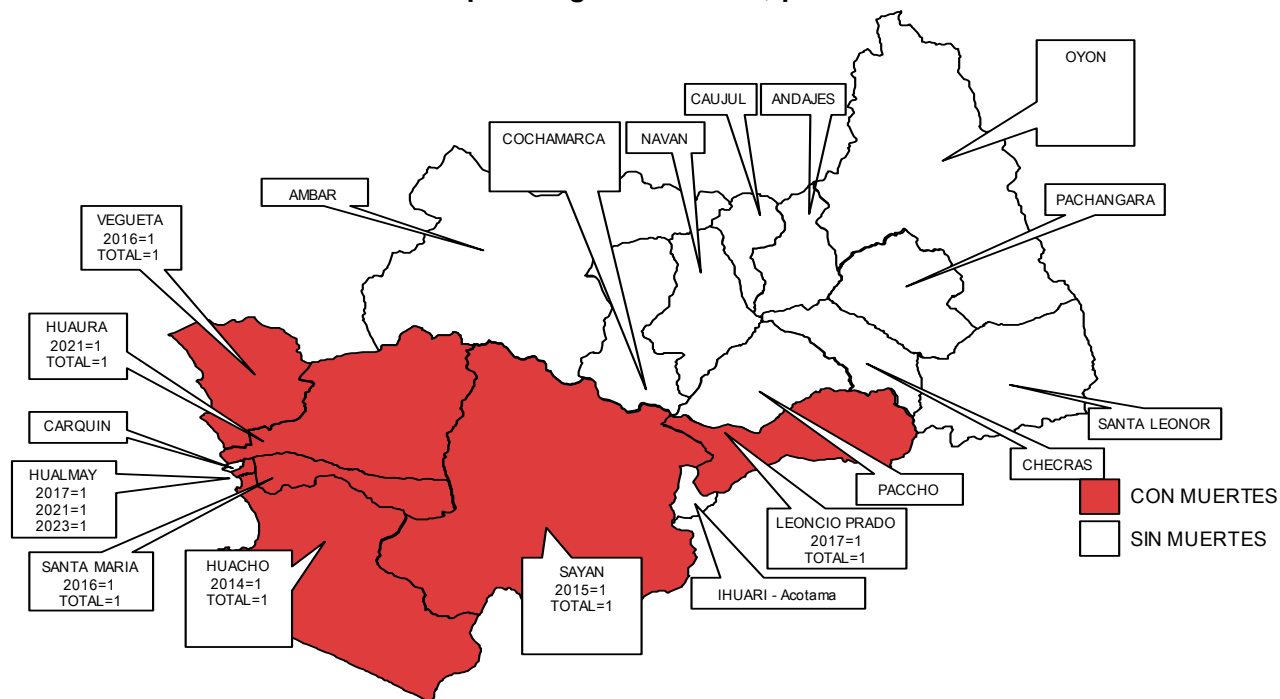 OYON
CAUJUL
ANDAJES
COCHAMARCA
NAVAN
AMBAR
PACHANGARA
VEGUETA
2016=1
TOTAL=1
HUAURA
2021=1
TOTAL=1
CARQUIN
HUALMAY
2017=1
2021=1
2023=1
SANTA MARIA
2016=1
TOTAL=1
HUACHO
2014=1
TOTAL=1
SAYAN
2015=1
TOTAL=1
LEONCIO PRADO
2017=1
TOTAL=1
IHUARI - Acotama
PACCHO
CHECRAS
SANTA LEONOR
CON MUERTES
SIN MUERTES